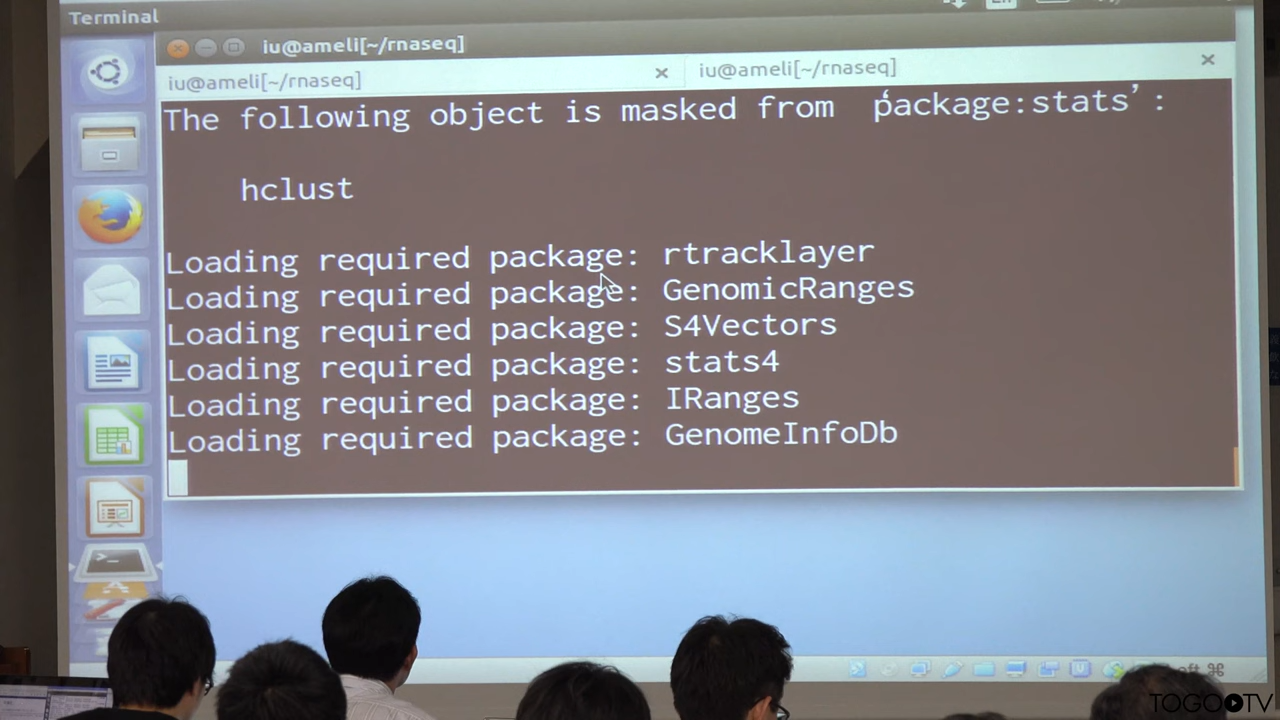 Terminal
iu@ameli[~/rnaseq]
iu@ameli[~/rnaseq]
iu@ameli[~/rnaseq]
The following object is masked from ‘package:stats’:
hclust
Loading required package: rtracklayer
Loading required package: GenomicRanges
Loading required package: S4Vectors
Loading required package: stats4
Loading required package: IRanges
Loading required package: GenomeInfoDb
TOGOTV